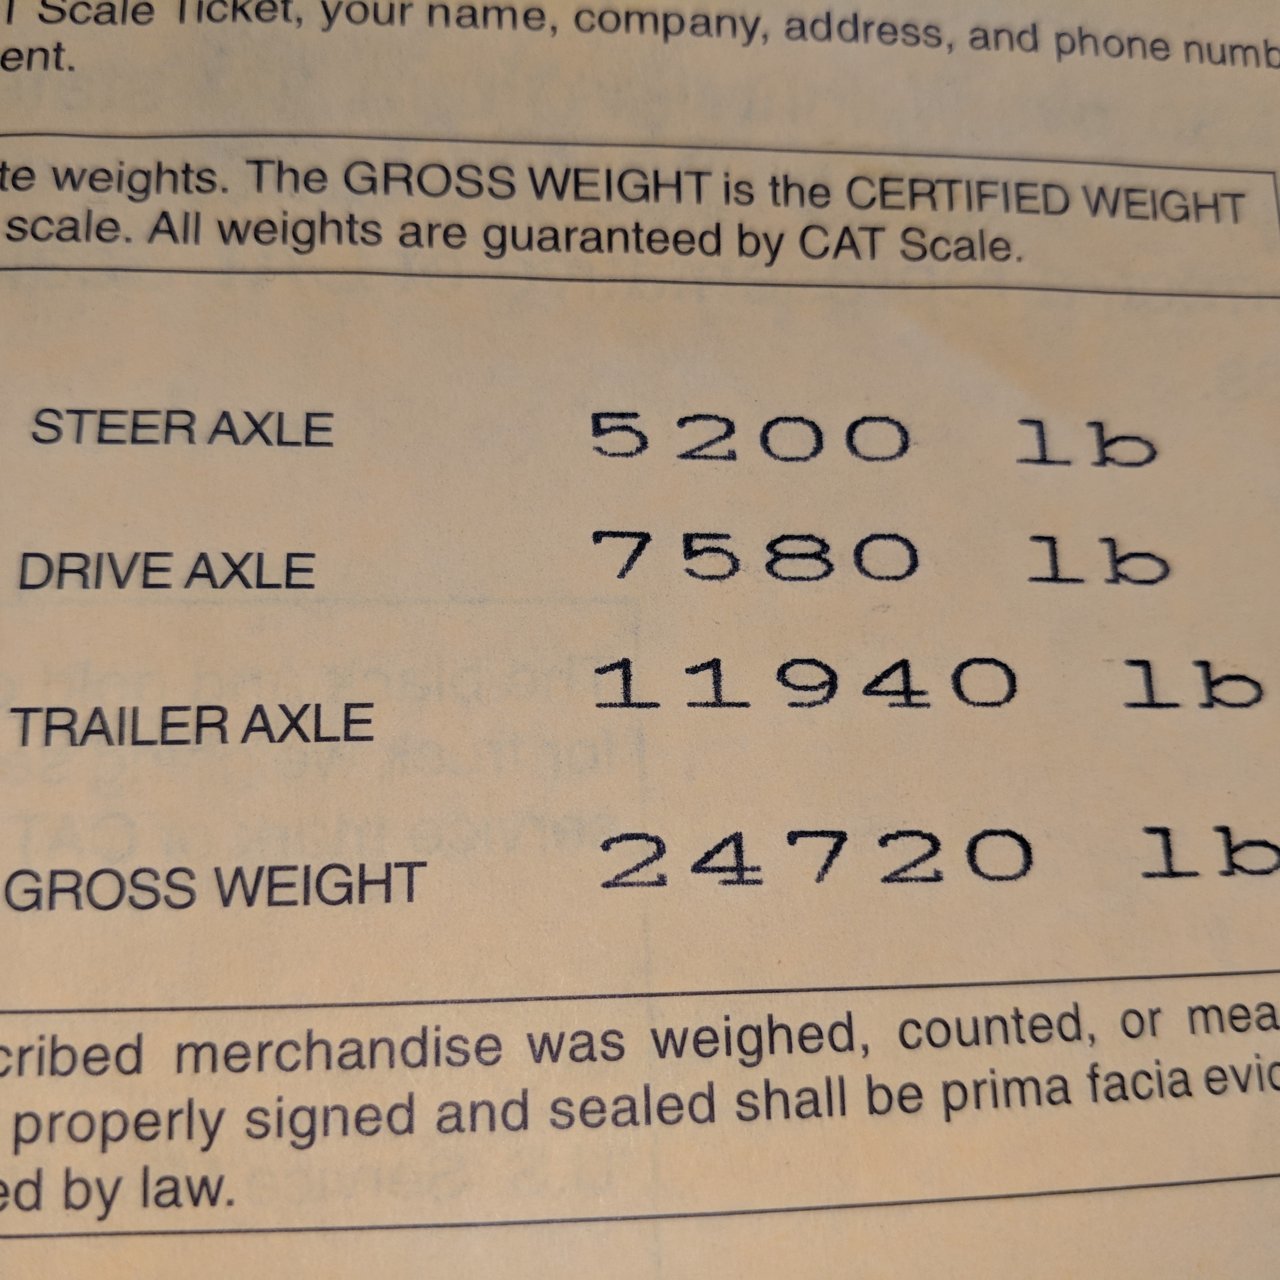 Scale Ticket, your name, company, address, and phone numb
ent.
te weights. The GROSS WEIGHT is the CERTIFIED WEIGHT
scale. All weights are guaranteed by CAT Scale.
STEER AXLE 5200 lb
DRIVE AXLE 7580 lb
TRAILER AXLE 11940 lb
GROSS WEIGHT 24720 lb
cribed merchandise was weighed, counted, or mea
properly signed and sealed shall be prima facia evic
ed by law.